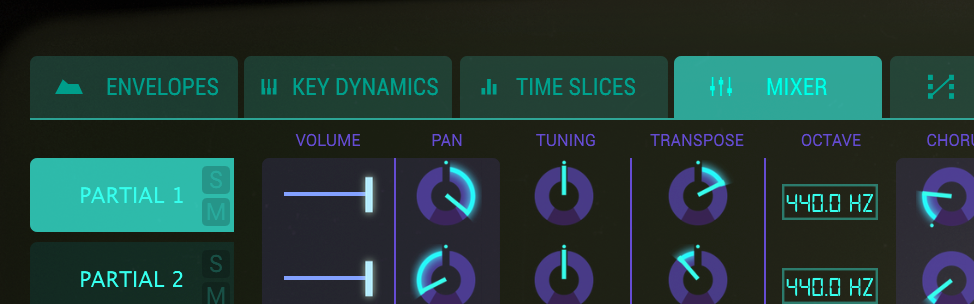 ENVELOPES KEY DYNAMICS TIME SLICES MIXER
VOLUME PAN TUNING TRANSPOSE OCTAVE
PARTIAL 1 S
M
440.0 HZ
PARTIAL 2 S
M
440.0 HZ